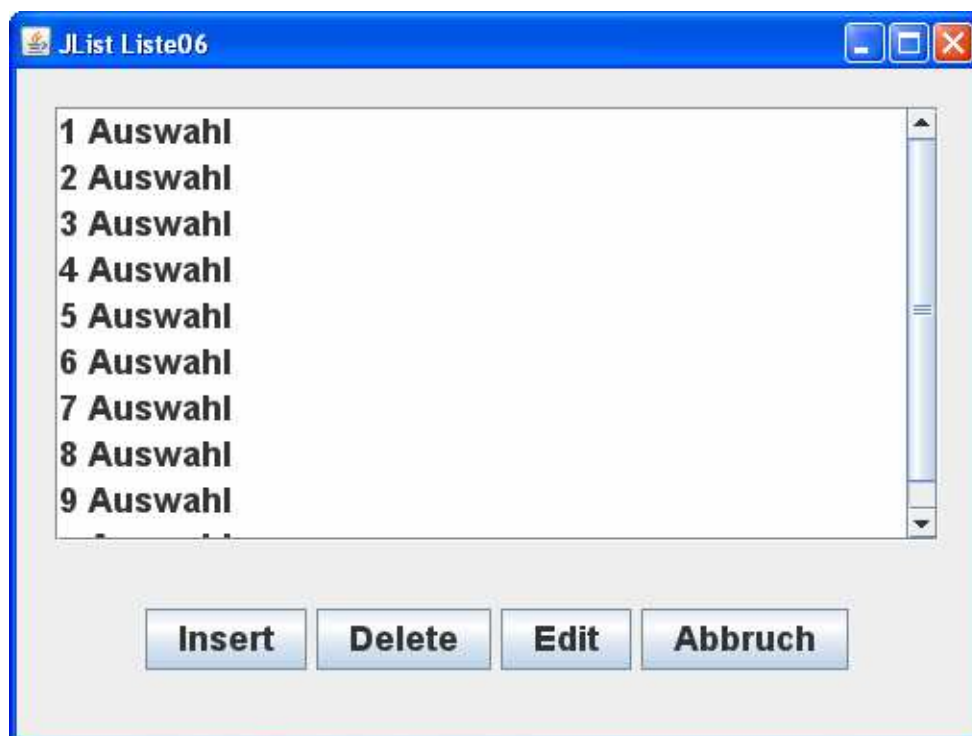 JList Liste06
1 Auswahl
2 Auswahl
3 Auswahl
4 Auswahl
5 Auswahl
6 Auswahl
7 Auswahl
8 Auswahl
9 Auswahl
Insert Delete Edit Abbruch